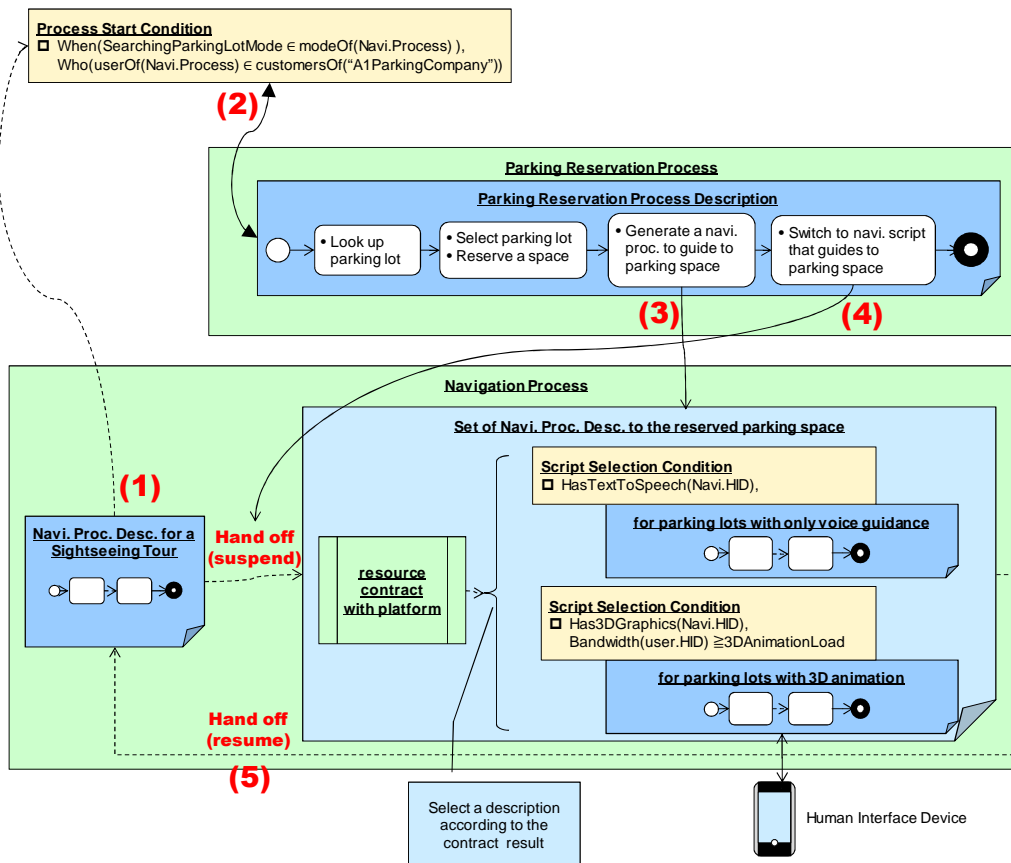 Process Start Condition
When(SearchingParkingLotMode ∈ modeOf(Navi.Process) ),
Who(userOf(Navi.Process) ∈ customersOf(“A1ParkingCompany”))
(2)
Parking Reservation Process
Parking Reservation Process Description
• Look up
parking lot
• Select parking lot
• Reserve a space
• Generate a navi.
proc. to guide to
parking space
• Switch to navi. script
that guides to
parking space
(3)
(4)
Navigation Process
Set of Navi. Proc. Desc. to the reserved parking space
Script Selection Condition
HasTextToSpeech(Navi.HID),
(1)
for parking lots with only voice guidance
Navi. Proc. Desc. for a
Sightseeing Tour
Hand off
(suspend)
resource
contract
with platform
Script Selection Condition
Has3DGraphics(Navi.HID),
Bandwidth(user.HID) ≧3DAnimationLoad
for parking lots with 3D animation
Hand off
(resume)
(5)
Select a description
according to the
contract result
Human Interface Device